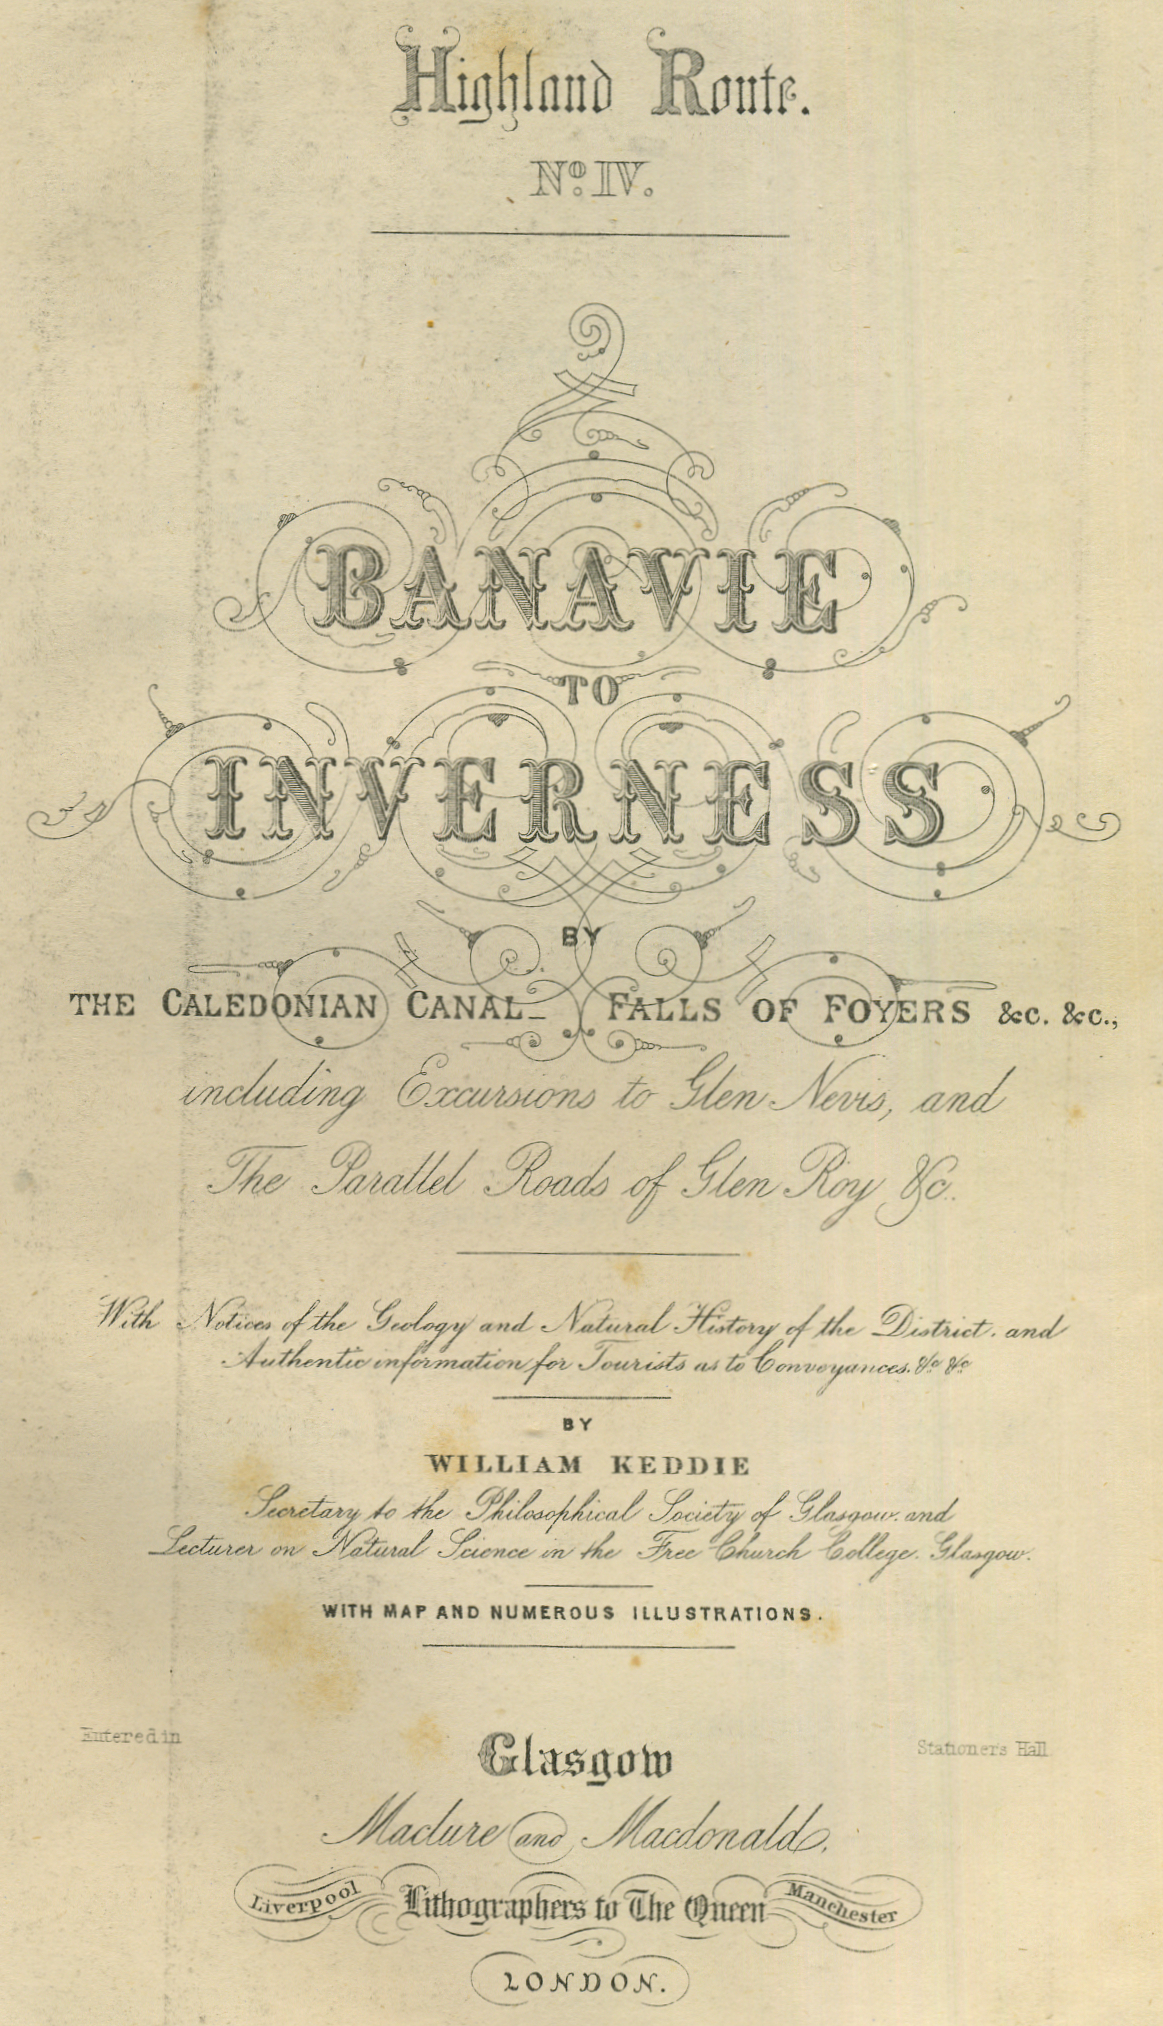 Highland Route.
No. IV.
BANAVIE
TO
INVERNESS
BY
THE CALEDONIAN CANAL_ FALLS OF FOYERS &c. &c.,
including Excursions to Glen Nevis, and
The Parallel Roads of Glen Roy &c.
With Notices of the Geology and Natural History of the District. and
Authentic information for Tourists as to Conveyances. &c &c
BY
WILLIAM KEDDIE
Secretary to the Philosophical Society of Glasgow. and
Lecturer on Natural Science in the Free Church College. Glasgow.
WITH MAP AND NUMEROUS ILLUSTRATIONS.
Entered in Stationers Hall
Glasgow
Maclure and Macdonald.
Liverpool Lithographers to The Queen Manchester
LONDON.